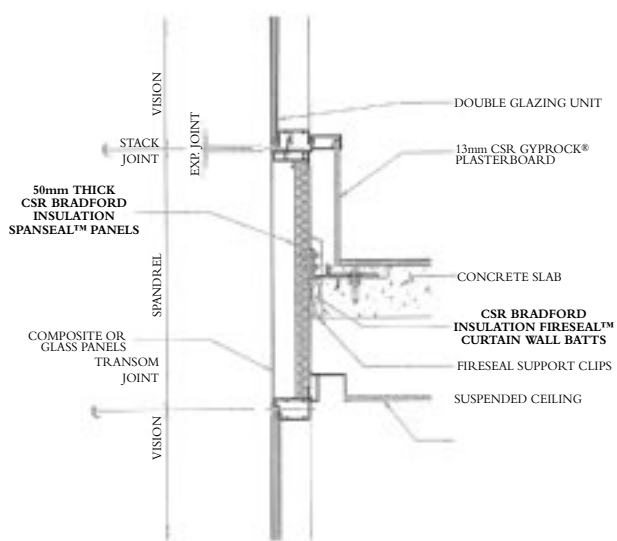 VISION
STACK
JOINT
EXP. JOINT
DOUBLE GLAZING UNIT
13mm CSR GYPROCK®
PLASTERBOARD
50mm THICK
CSR BRADFORD
INSULATION
SPANSEAL™ PANELS
SPANDREL
CONCRETE SLAB
CSR BRADFORD
INSULATION FIRESEAL™
CURTAIN WALL BATTS
COMPOSITE OR
GLASS PANELS
TRANSOM
JOINT
FIRESEAL SUPPORT CLIPS
SUSPENDED CEILING
VISION